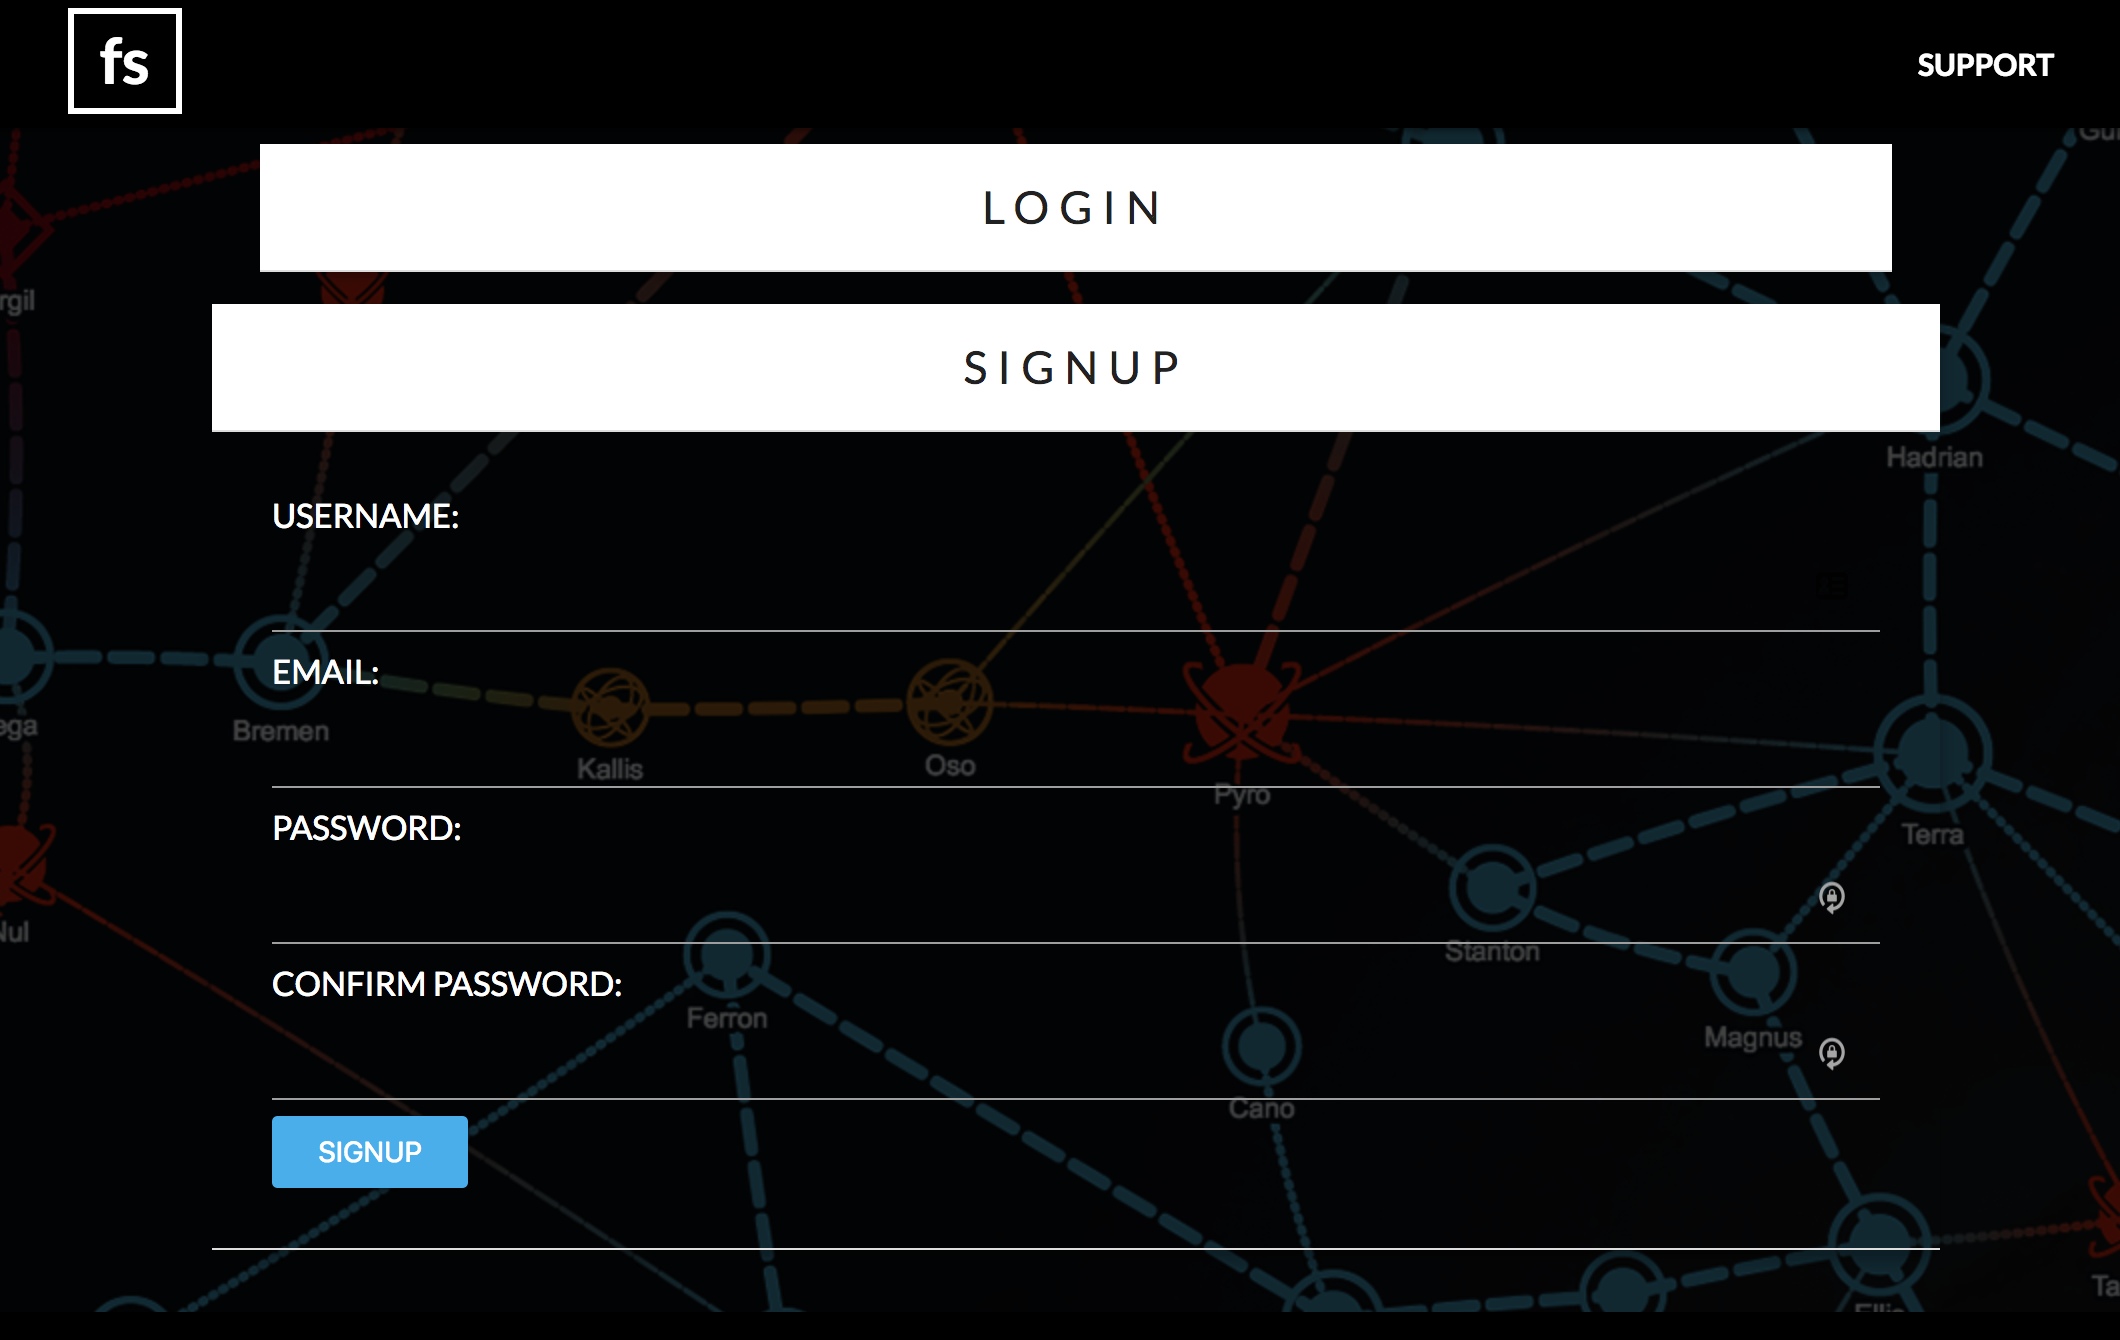 fs
SUPPORT
LOGIN
rgil
SIGNUP
Hadrian
USERNAME:
EMAIL:
ega
Bremen
Kallis
Oso
Pyro
PASSWORD:
Terra
Nul
Stanton
CONFIRM PASSWORD:
Ferron
Magnus
Cano
SIGNUP
Ta